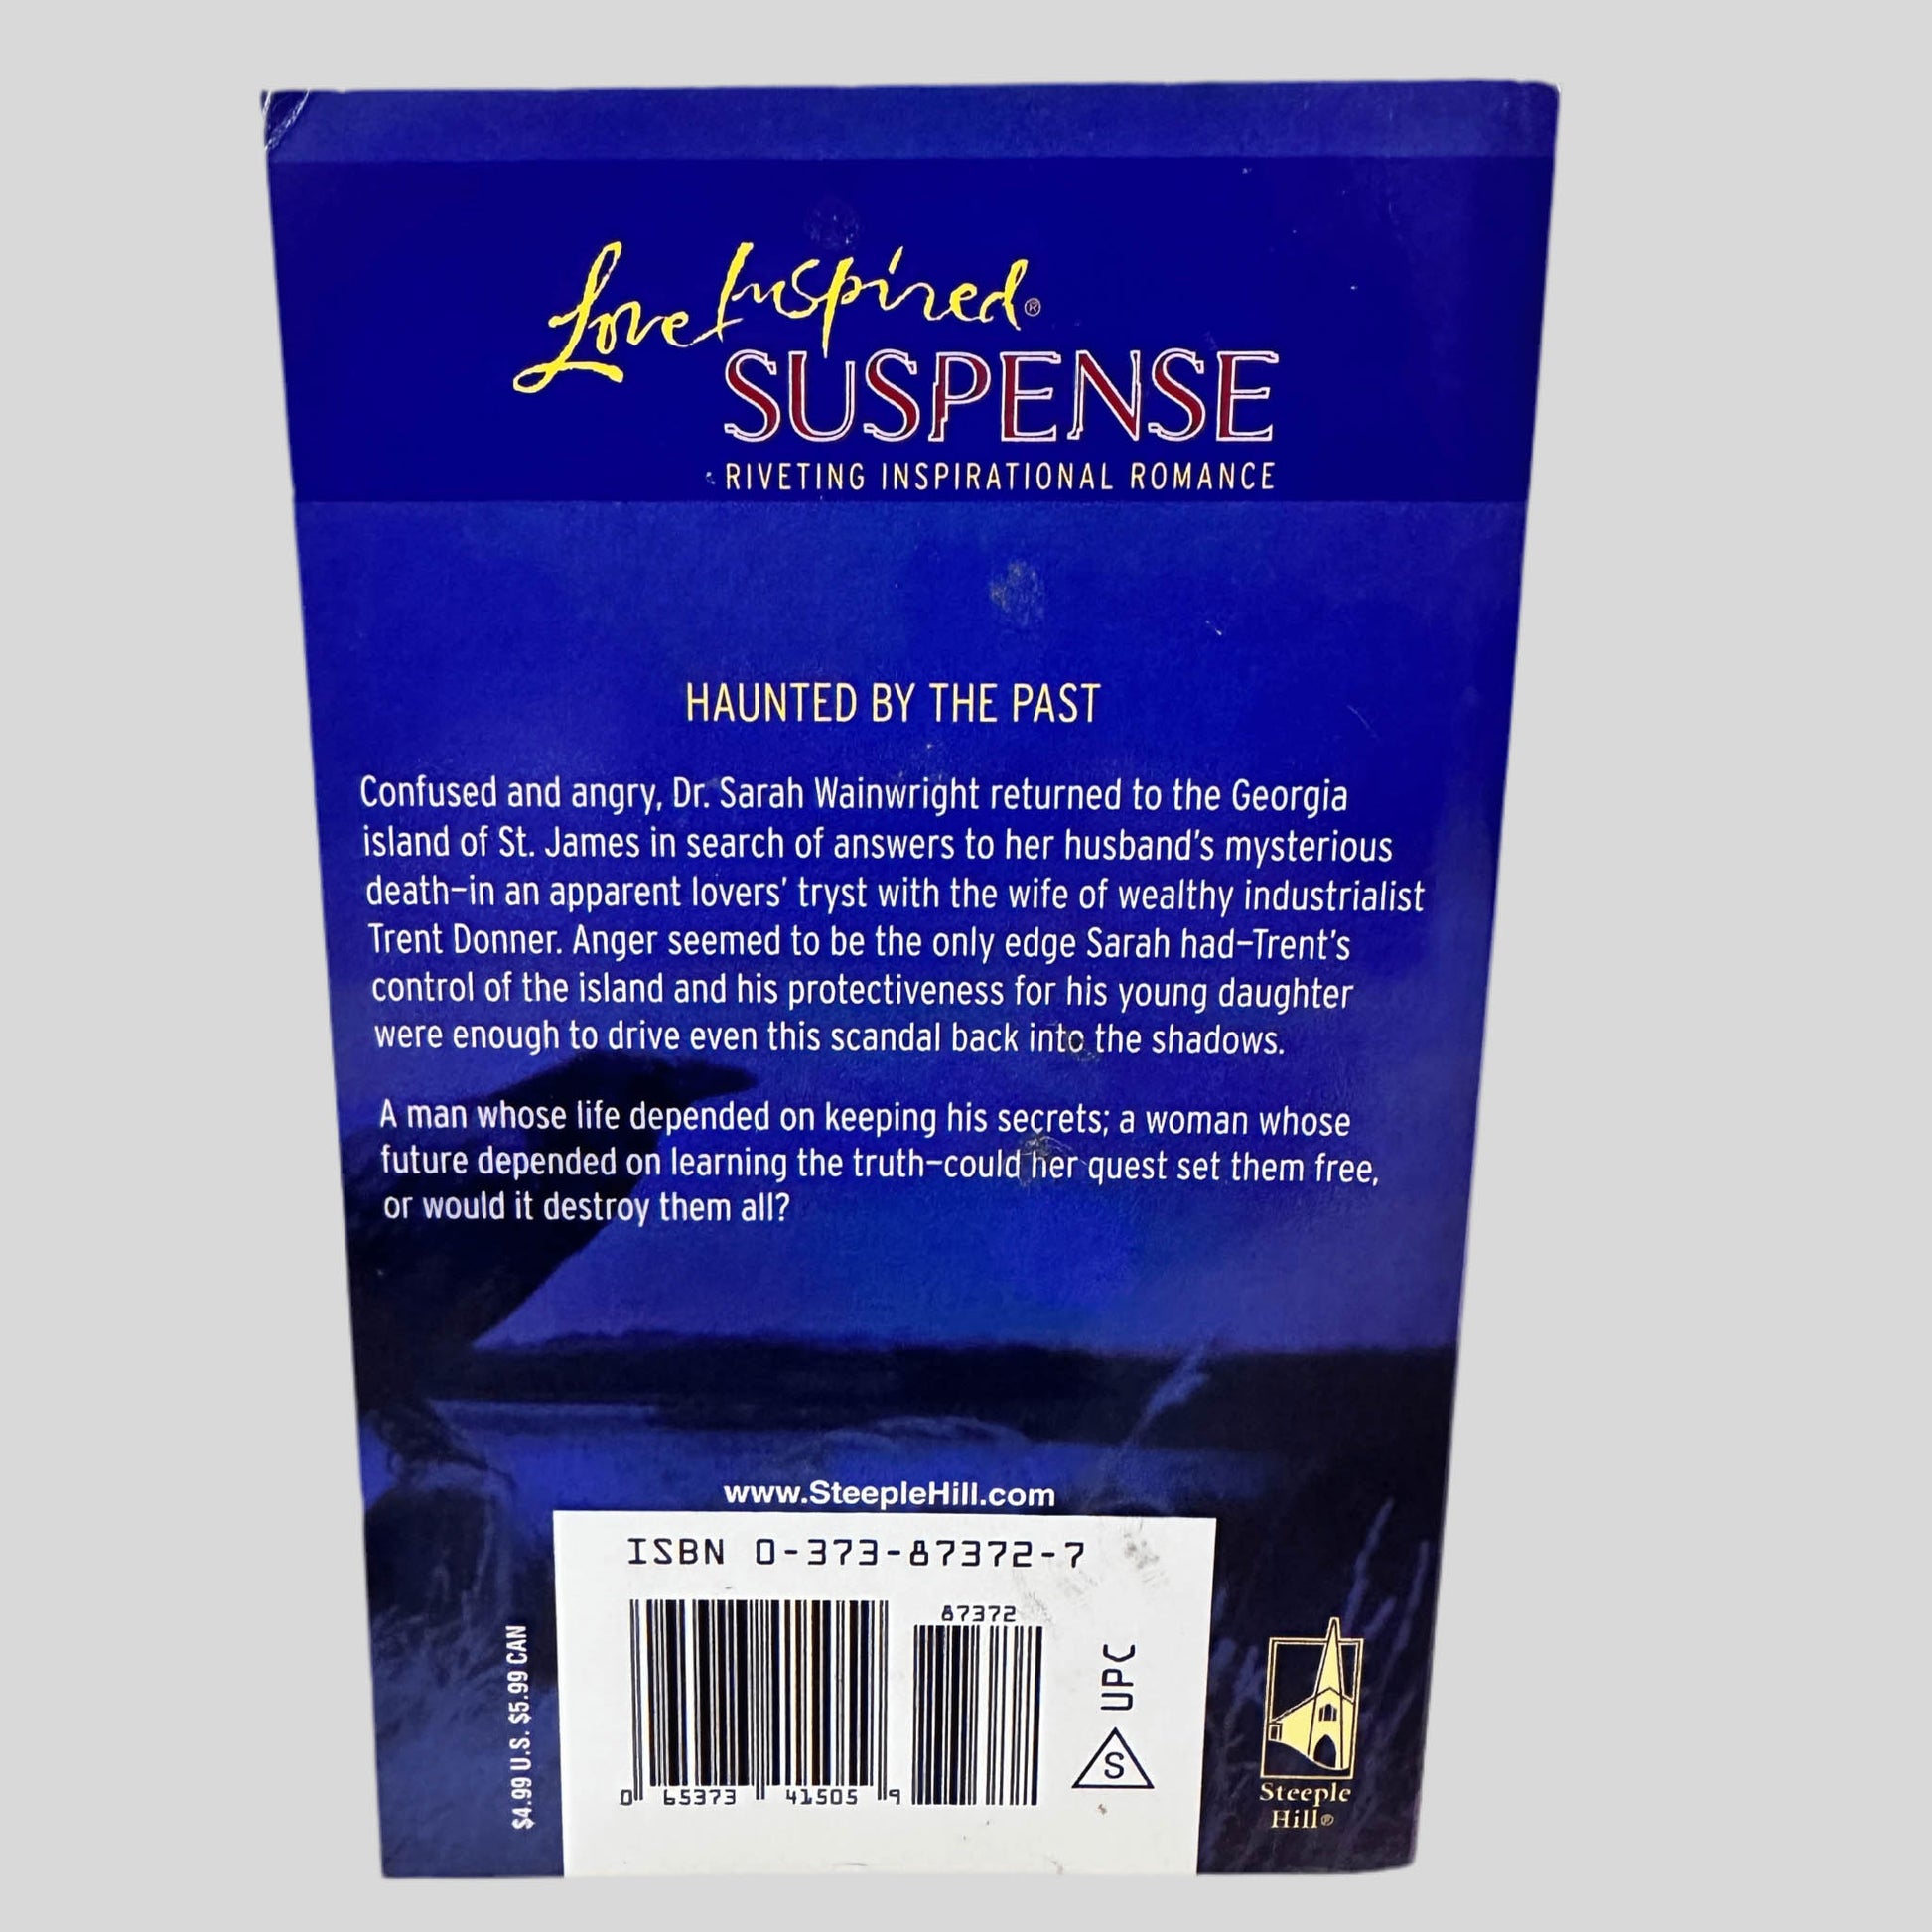 Love Inspired®
SUSPENSE
RIVETING INSPIRATIONAL ROMANCE
HAUNTED BY THE PAST
Confused and angry, Dr. Sarah Wainwright returned to the Georgia
island of St. James in search of answers to her husband's mysterious
death–in an apparent lovers' tryst with the wife of wealthy industrialist
Trent Donner. Anger seemed to be the only edge Sarah had–Trent's
control of the island and his protectiveness for his young daughter
were enough to drive even this scandal back into the shadows.
A man whose life depended on keeping his secrets; a woman whose
future depended on learning the truth–could her quest set them free,
or would it destroy them all?
www.SteepleHill.com
ISBN 0-373-87372-7
87372
0 65373 41505 9
UPC
S
$4.99 U.S. $5.99 CAN
Steeple
Hill®